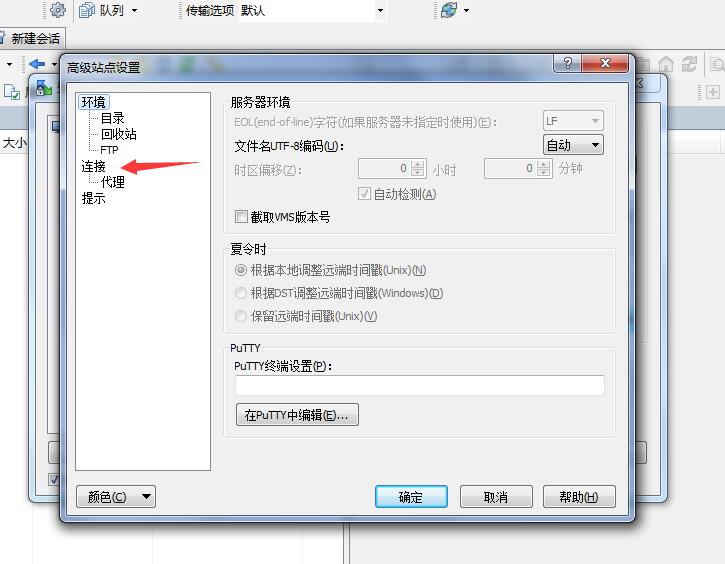 队列
传输选项 默认
新建会话
大小
高级站点设置
环境
目录
回收站
FTP
连接
代理
提示
服务器环境
EOL(end-of-line)字符(如果服务器未指定时使用)(E): LF
文件名UTF-8编码(U): 自动
时区偏移(Z): 0 小时 0 分钟
自动检测(A)
截取VMS版本号
夏令时
根据本地调整远端时间戳(Unix)(N)
根据DST调整远端时间戳(Windows)(D)
保留远端时间戳(Unix)(V)
PuTTY
PuTTY终端设置(P):
在PuTTY中编辑(E)...
颜色(C) 确定 取消 帮助(H)